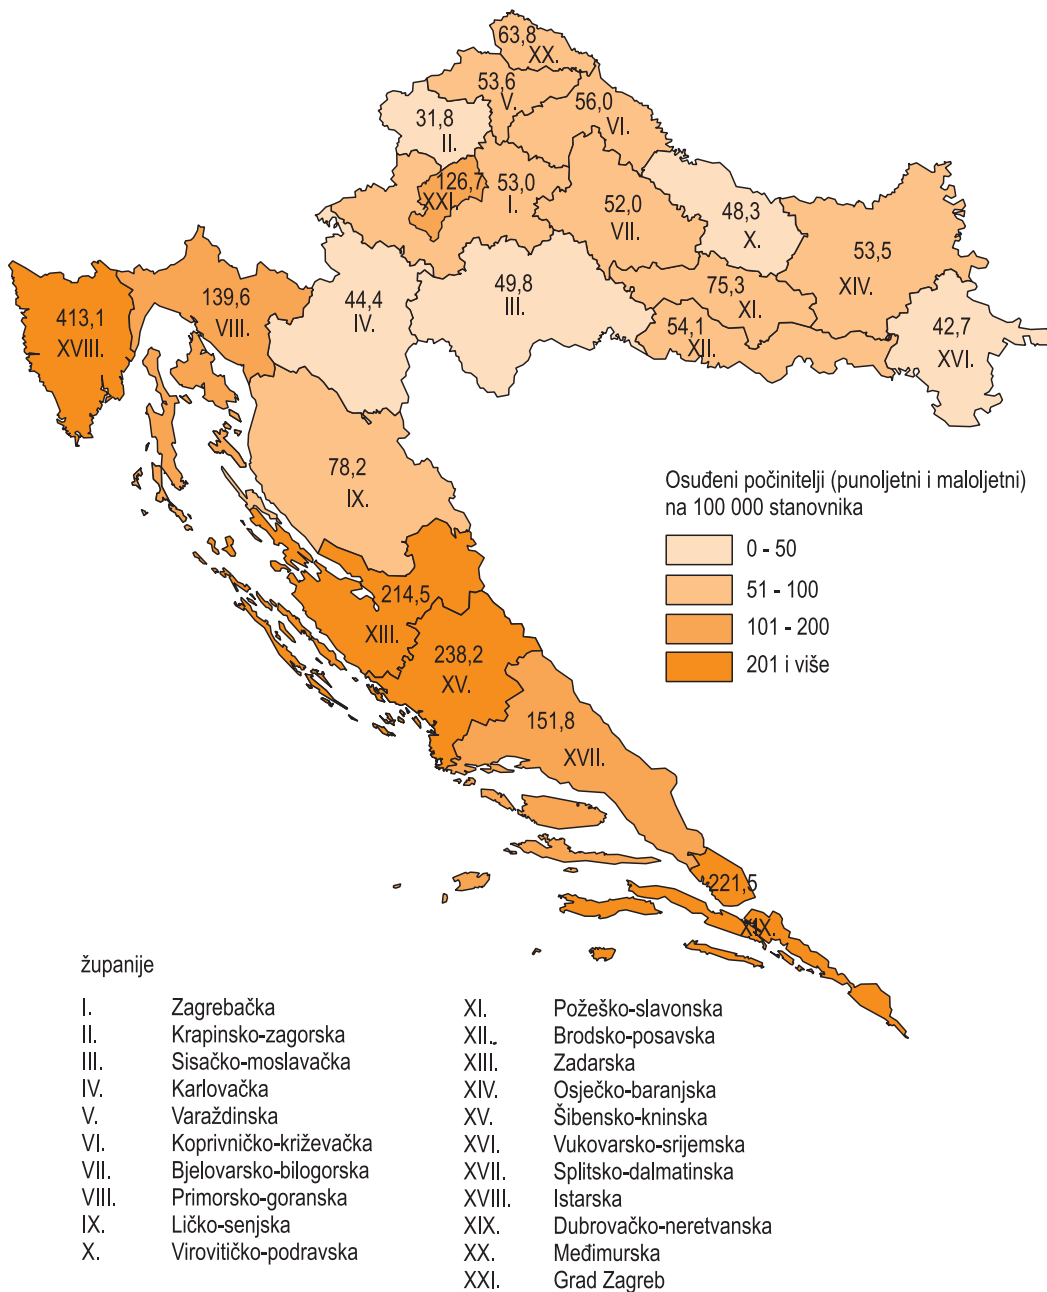 63,8
XX.
53,6
V.
56,0
VI.
31,8
II.
126,7
XXI.
53,0
I.
52,0
VII.
48,3
X.
53,5
XIV.
139,6
VIII.
413,1
XVIII.
44,4
IV.
49,8
III.
75,3
XI.
54,1
XII.
42,7
XVI.
78,2
IX.
Osuđeni počinitelji (punoljetni i maloljetni)
na 100 000 stanovnika
0 - 50
51 - 100
101 - 200
201 i više
214,5
XIII.
238,2
XV.
151,8
XVII.
221,5
XIX.
županije
I. Zagrebačka
II. Krapinsko-zagorska
III. Sisačko-moslavačka
IV. Karlovačka
V. Varaždinska
VI. Koprivničko-križevačka
VII. Bjelovarsko-bilogorska
VIII. Primorsko-goranska
IX. Ličko-senjska
X. Virovitičko-podravska
XI. Požeško-slavonska
XII. Brodsko-posavska
XIII. Zadarska
XIV. Osječko-baranjska
XV. Šibensko-kninska
XVI. Vukovarsko-srijemska
XVII. Splitsko-dalmatinska
XVIII. Istarska
XIX. Dubrovačko-neretvanska
XX. Međimurska
XXI. Grad Zagreb